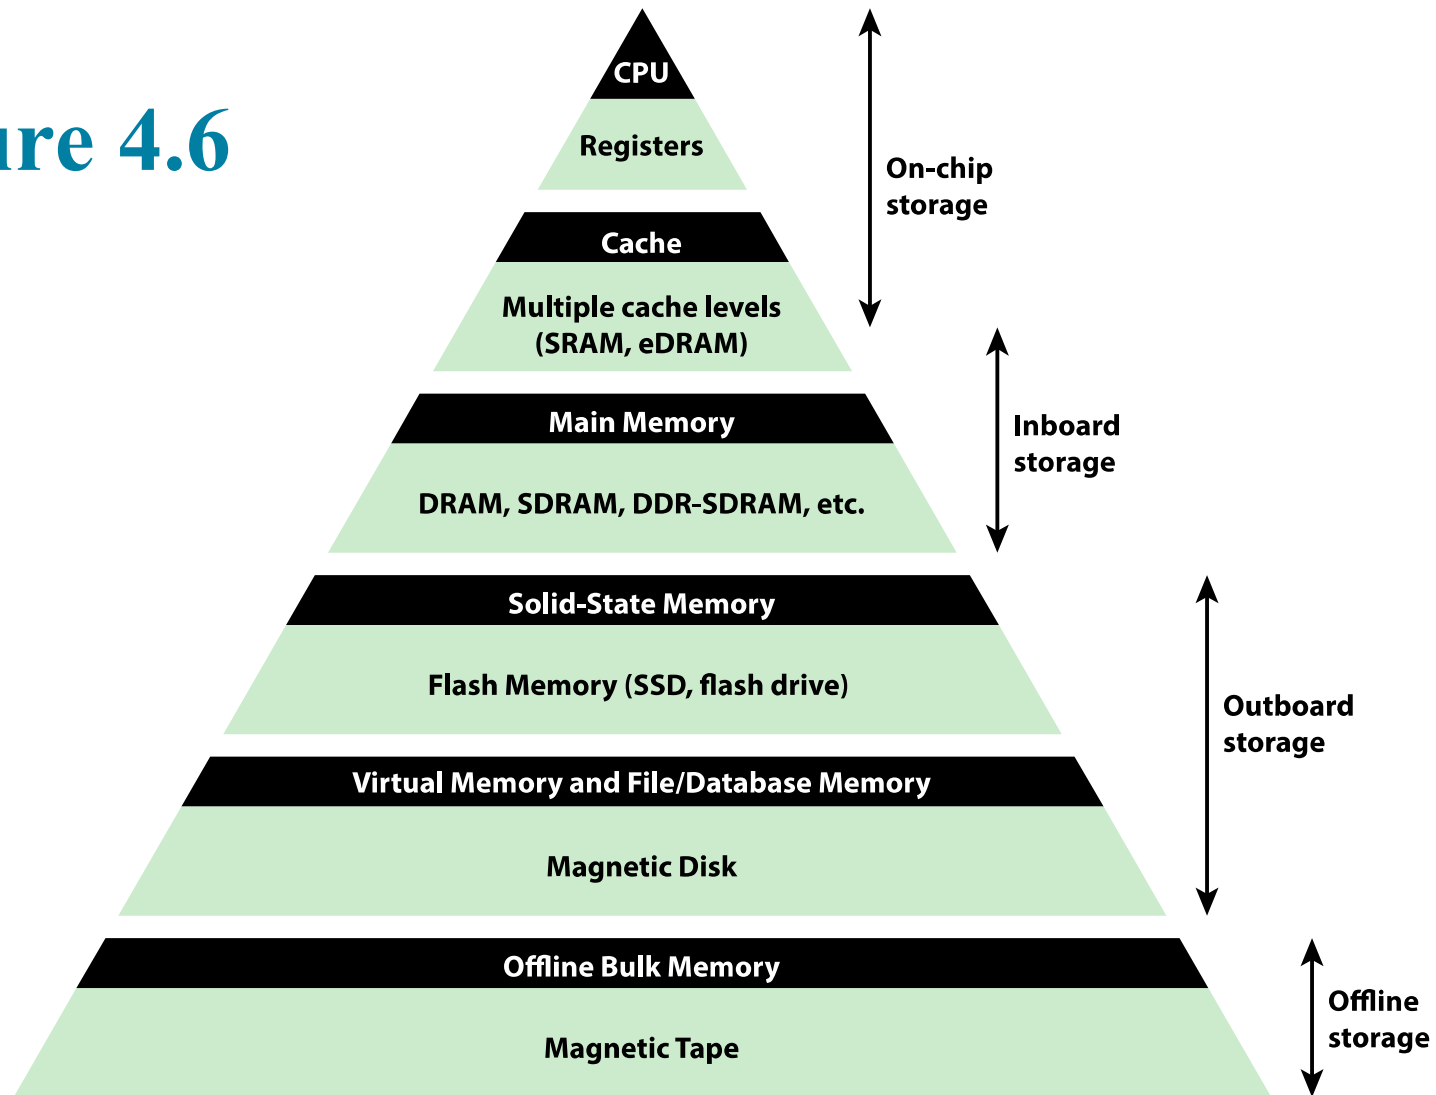 ure 4.6
CPU
Registers
On-chip
storage
Cache
Multiple cache levels
(SRAM, eDRAM)
Main Memory
DRAM, SDRAM, DDR-SDRAM, etc.
Inboard
storage
Solid-State Memory
Flash Memory (SSD, flash drive)
Outboard
storage
Virtual Memory and File/Database Memory
Magnetic Disk
Offline Bulk Memory
Magnetic Tape
Offline
storage